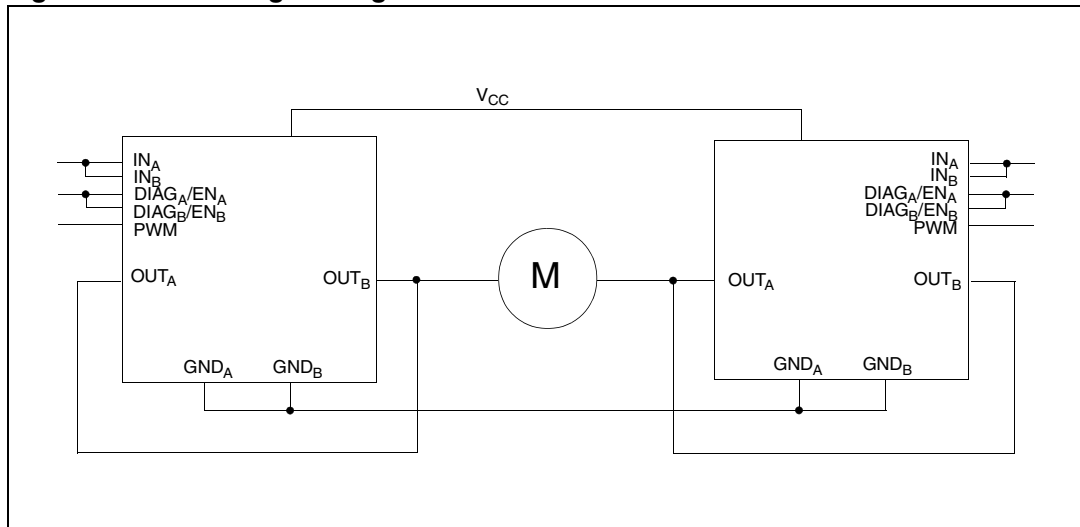 V_CC
IN_A
IN_B
DIAG_A/EN_A
DIAG_B/EN_B
PWM
OUT_A
OUT_B
GND_A
GND_B
M
IN_A
IN_B
DIAG_A/EN_A
DIAG_B/EN_B
PWM
OUT_A
OUT_B
GND_A
GND_B